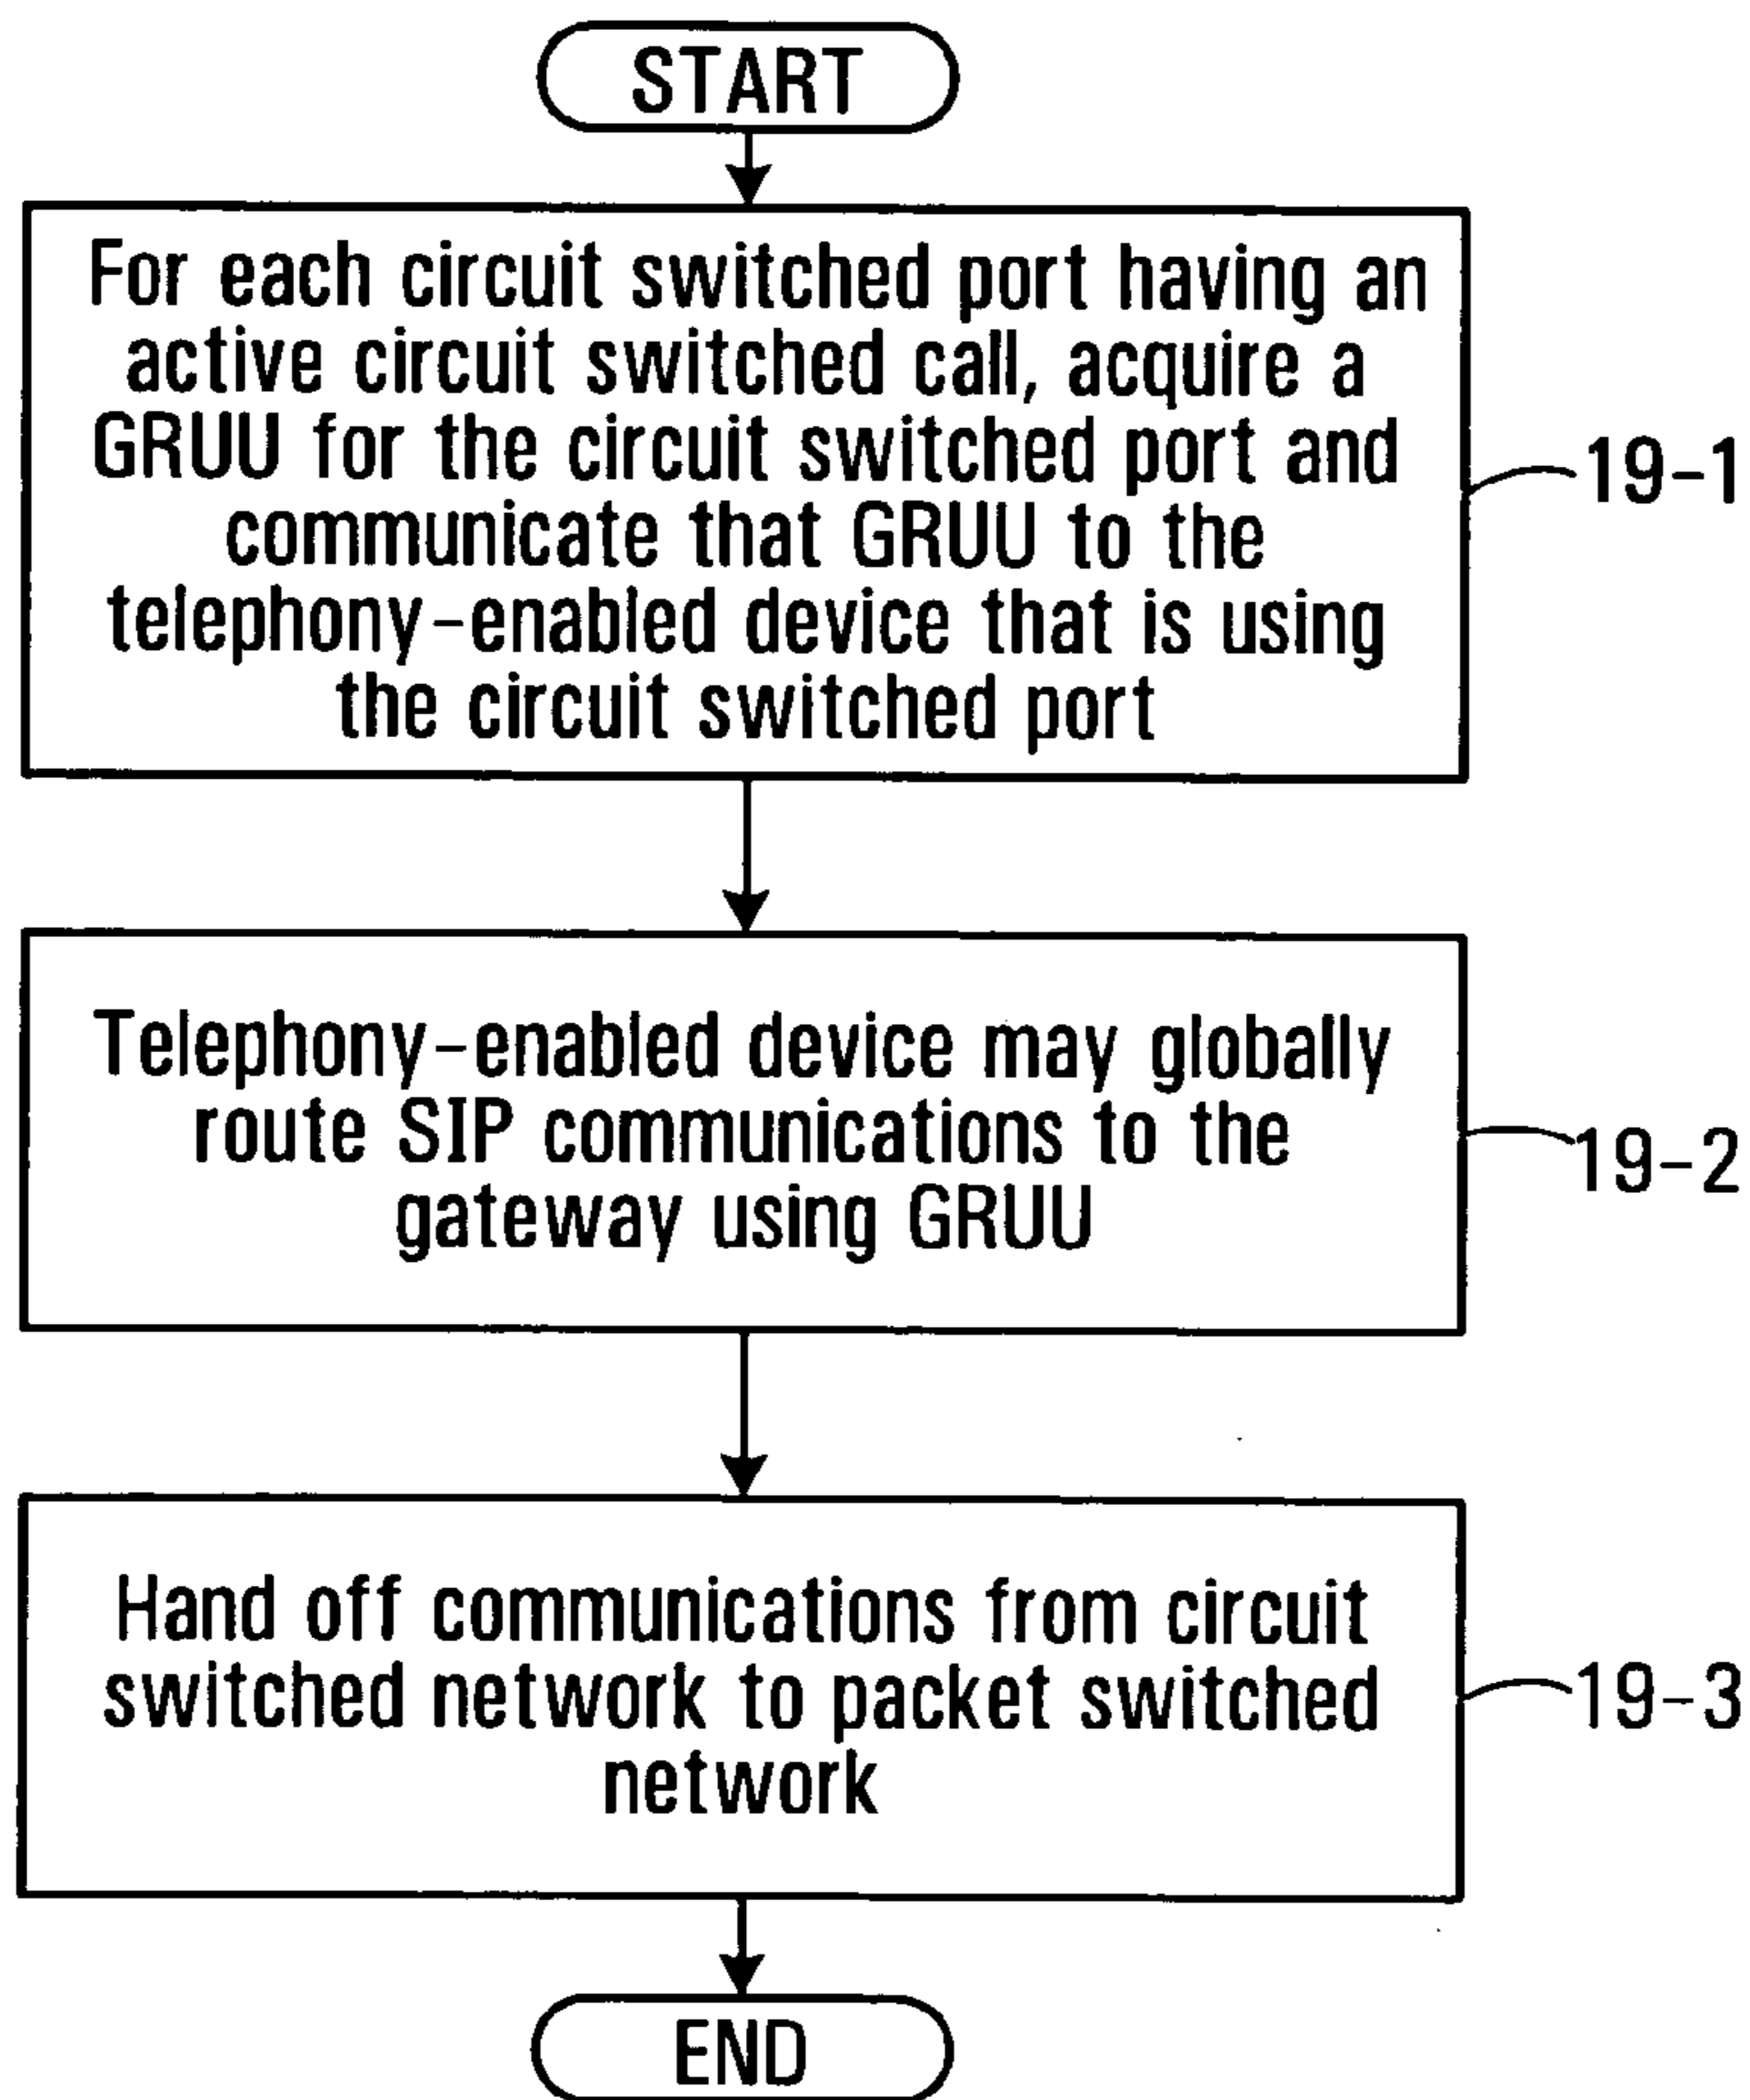 START
For each circuit switched port having an
active circuit switched call, acquire a
GRUU for the circuit switched port and
communicate that GRUU to the
telephony-enabled device that is using
the circuit switched port
19-1
Telephony-enabled device may globally
route SIP communications to the
gateway using GRUU
19-2
Hand off communications from circuit
switched network to packet switched
network
19-3
END